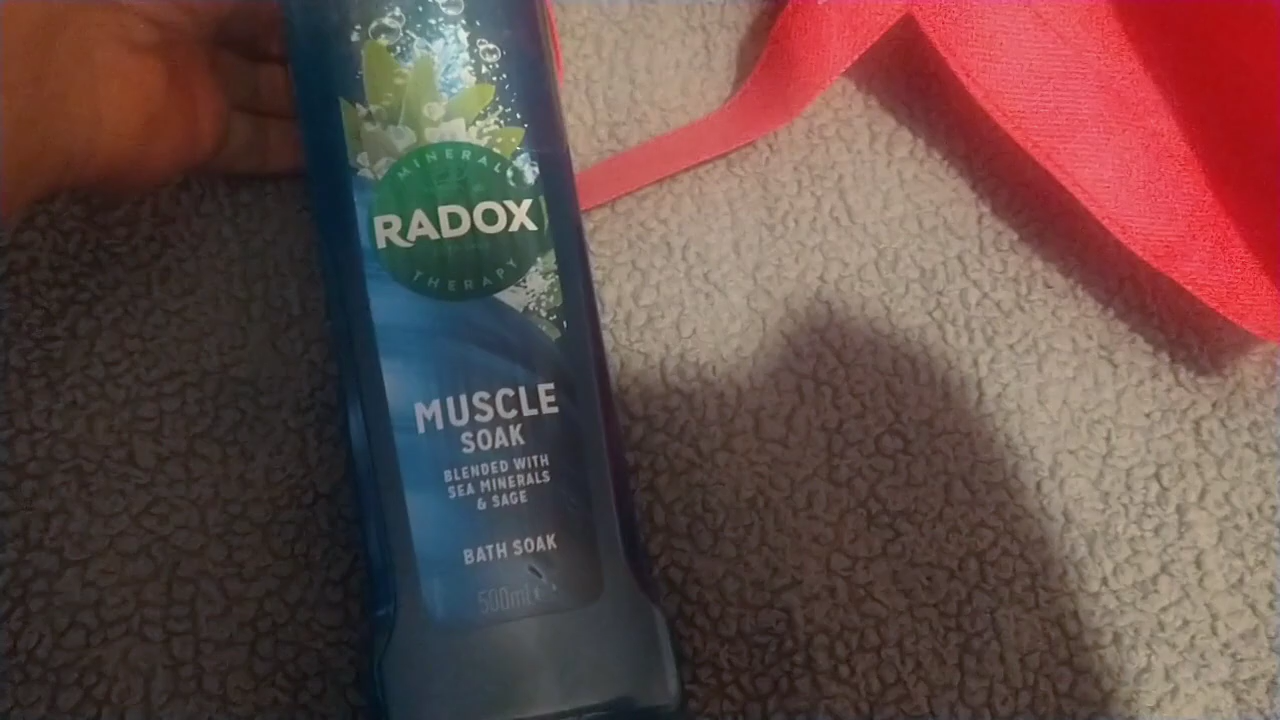 MINERAL
RADOX
THERAPY
MUSCLE
SOAK
BLENDED WITH
SEA MINERALS
& SAGE
BATH SOAK
500ml